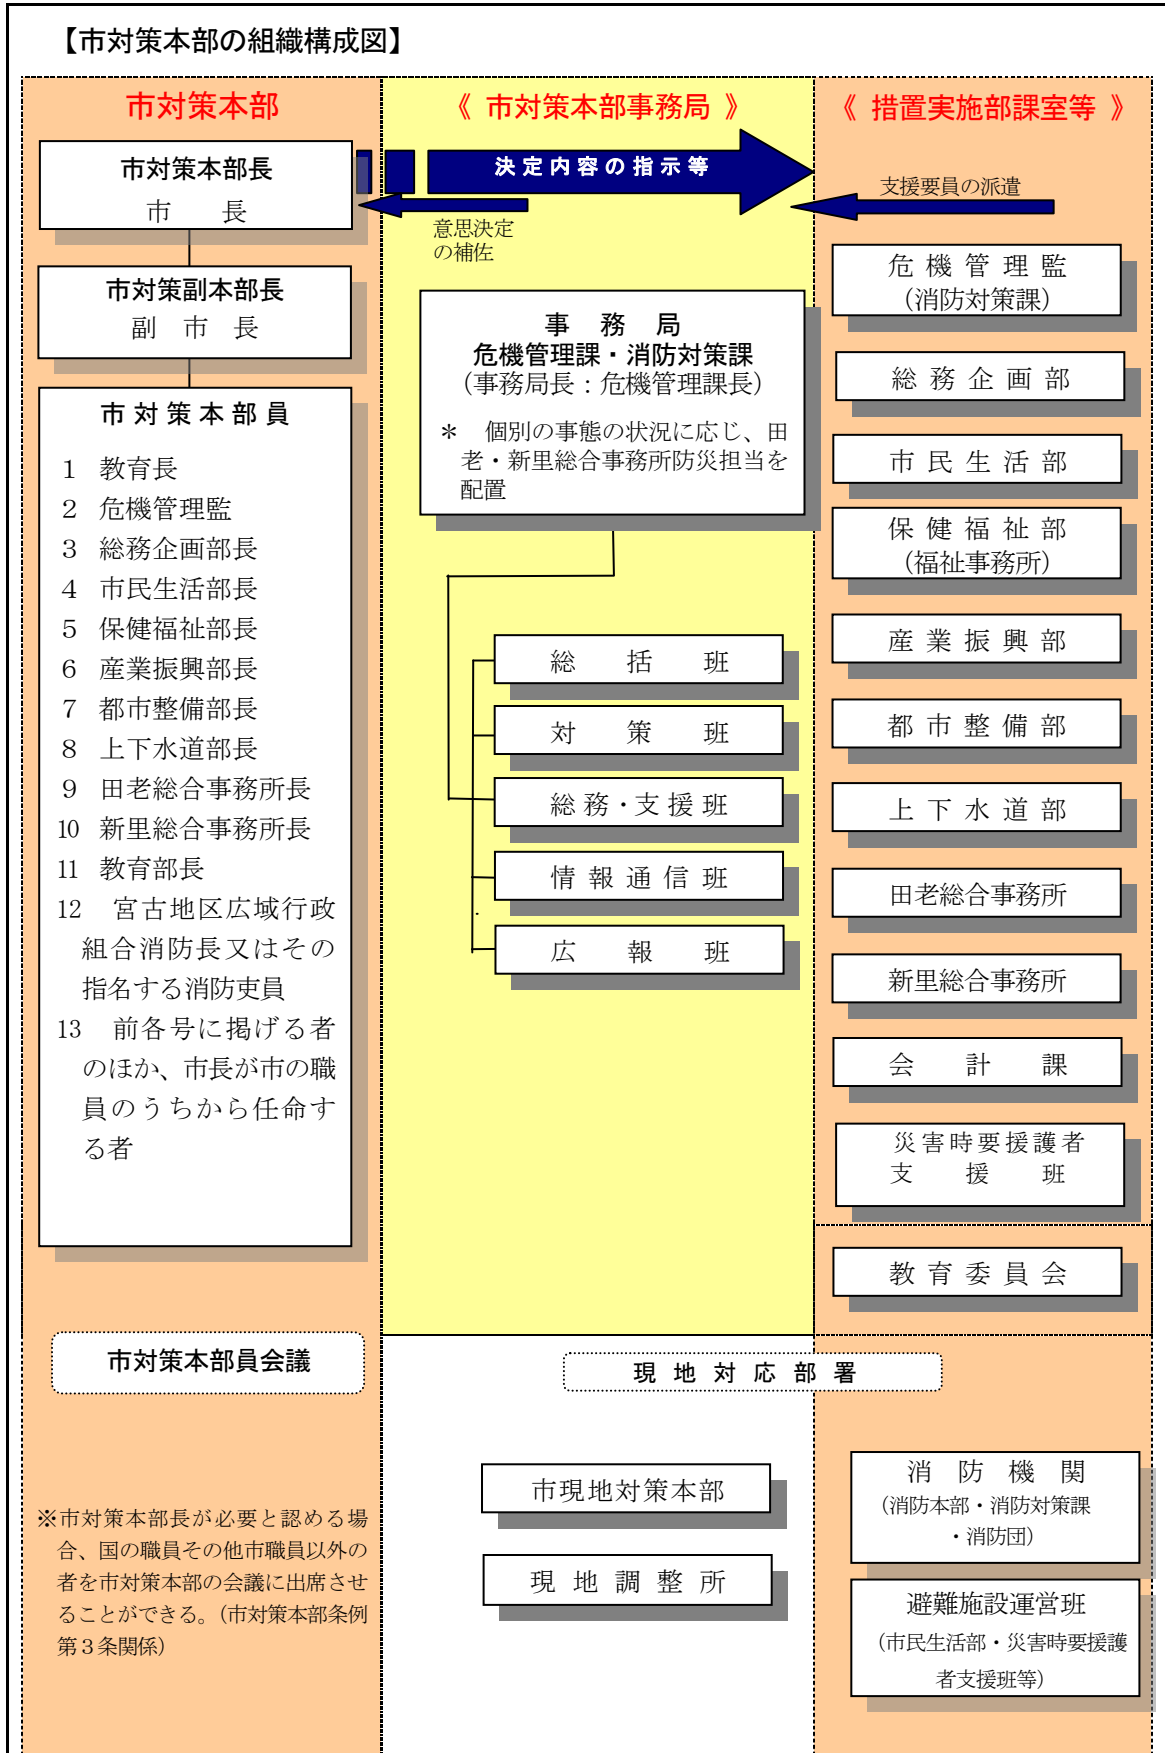 【市対策本部の組織構成図】
市対策本部
市対策本部長
市　長
市対策副本部長
副　市　長
市対策本部員
１　教育長
２　危機管理監
３　総務企画部長
４　市民生活部長
５　保健福祉部長
６　産業振興部長
７　都市整備部長
８　上下水道部長
９　田老総合事務所長
10　新里総合事務所長
11　教育部長
12　宮古地区広域行政
組合消防長又はその
指名する消防吏員
13　前各号に掲げる者
のほか、市長が市の職
員のうちから任命す
る者
市対策本部員会議
※市対策本部長が必要と認める場
合、国の職員その他市職員以外の
者を市対策本部の会議に出席させ
ることができる。（市対策本部条例
第３条関係）
《 市対策本部事務局 》
決定内容の指示等
意思決定
の補佐
事　務　局
危機管理課・消防対策課
（事務局長：危機管理課長）
＊　個別の事態の状況に応じ、田
老・新里総合事務所防災担当を
配置
総　括　班
対　策　班
総務・支援班
情報通信班
広　報　班
現地対応部署
市現地対策本部
現地調整所
《 措置実施部課室等 》
支援要員の派遣
危機管理監
（消防対策課）
総務企画部
市民生活部
保健福祉部
（福祉事務所）
産業振興部
都市整備部
上下水道部
田老総合事務所
新里総合事務所
会　計　課
災害時要援護者
支　援　班
教育委員会
消防機関
（消防本部・消防対策課
・消防団）
避難施設運営班
（市民生活部・災害時要援護
者支援班等）